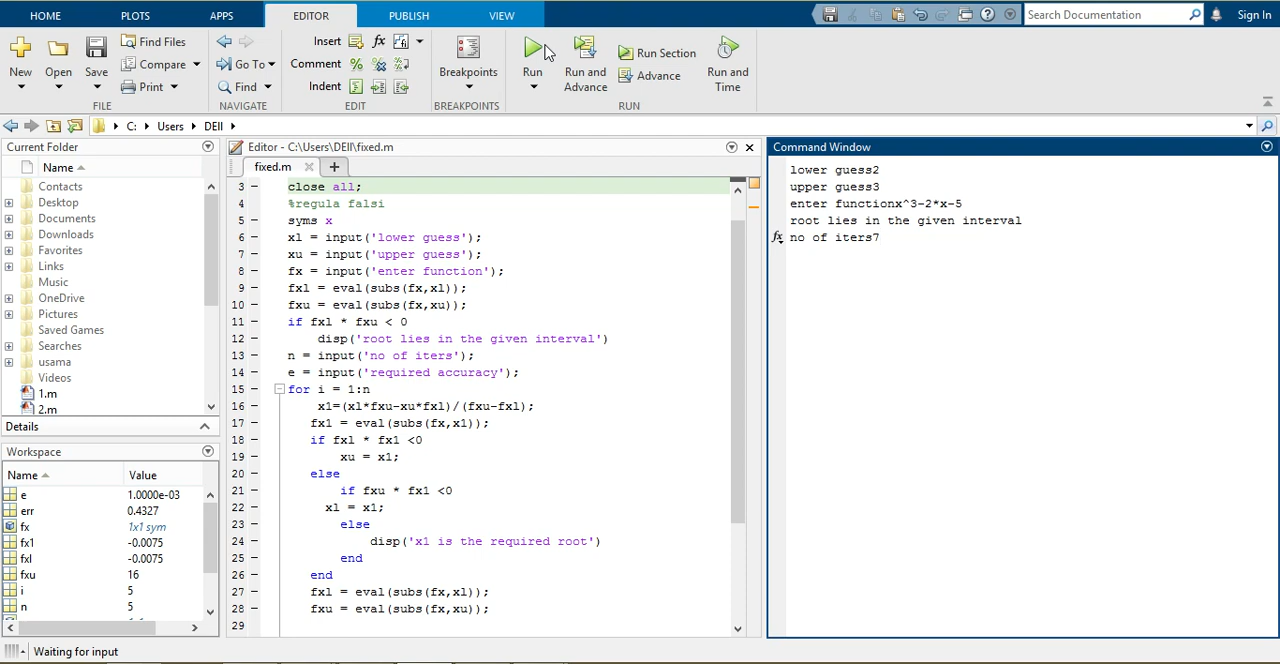 HOME PLOTS APPS EDITOR PUBLISH VIEW Search Documentation Sign In
New Open Save Find Files Compare Print
Go To Find
Insert fx
Comment
Indent
Breakpoints Run Run and Advance Run Section Advance Run and Time
FILE NAVIGATE EDIT BREAKPOINTS RUN
C: Users DEll
Current Folder
Name
Contacts
Desktop
Documents
Downloads
Favorites
Links
Music
OneDrive
Pictures
Saved Games
Searches
usama
Videos
1.m
2.m
Details
Workspace
Name Value
e 1.0000e-03
err 0.4327
fx 1x1 sym
fx1 -0.0075
fxl -0.0075
fxu 16
i 5
n 5
Editor - C:\Users\DEll\fixed.m
fixed.m
3 - close all;
4 %regula falsi
5 - syms x
6 - xl = input('lower guess');
7 - xu = input('upper guess');
8 - fx = input('enter function');
9 - fxl = eval(subs(fx,xl));
10 - fxu = eval(subs(fx,xu));
11 - if fxl * fxu < 0
12 - disp('root lies in the given interval')
13 - n = input('no of iters');
14 - e = input('required accuracy');
15 - for i = 1:n
16 - x1=(xl*fxu-xu*fxl)/(fxu-fxl);
17 - fx1 = eval(subs(fx,x1));
18 - if fxl * fx1 <0
19 - xu = x1;
20 - else
21 - if fxu * fx1 <0
22 - xl = x1;
23 - else
24 - disp('x1 is the required root')
25 - end
26 - end
27 - fxl = eval(subs(fx,xl));
28 - fxu = eval(subs(fx,xu));
29
Command Window
lower guess2
upper guess3
enter functionx^3-2*x-5
root lies in the given interval
fx no of iters7
Waiting for input